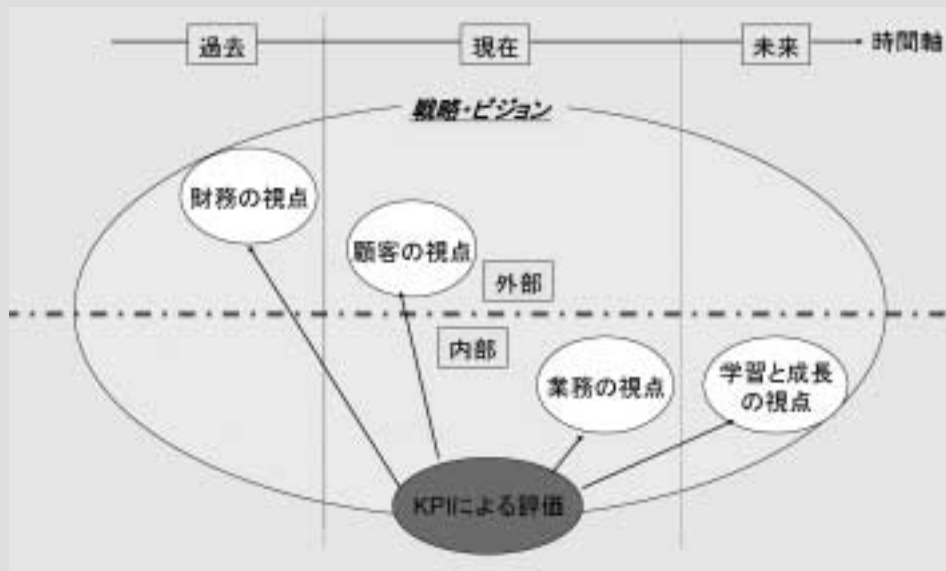 過去
現在
未来
時間軸
戦略・ビジョン
財務の視点
顧客の視点
外部
内部
業務の視点
学習と成長
の視点
KPIによる評価